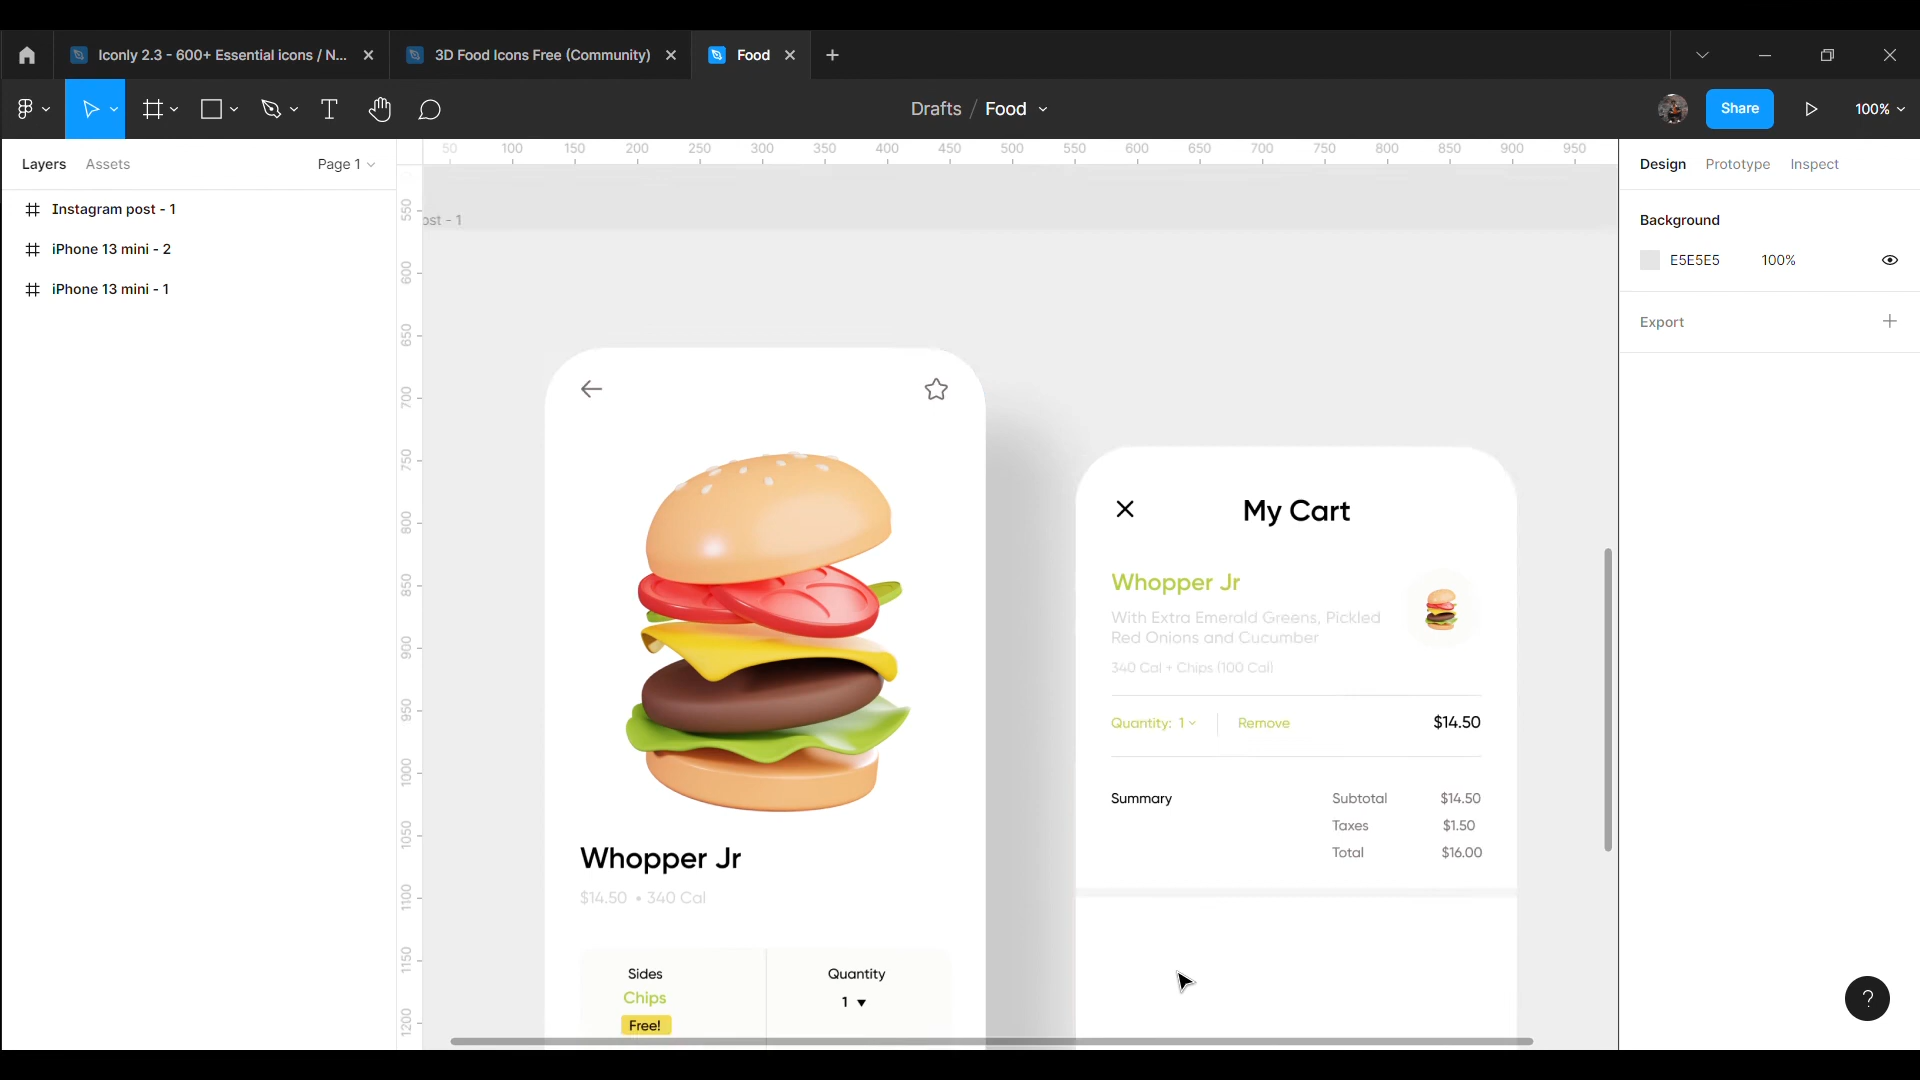 Iconly 2.3 - 600+ Essential icons / N...
3D Food Icons Free (Community)
Food
Drafts / Food
Share
100%
Layers
Assets
Page 1
50 100 150 200 250 300 350 400 450 500 550 600 650 700 750 800 850 900 950
Design
Prototype
Inspect
Instagram post - 1
iPhone 13 mini - 2
iPhone 13 mini - 1
550
600
650
700
750
800
850
900
950
1000
1050
1100
1150
1200
ost - 1
Background
E5E5E5
100%
Export
Whopper Jr
$14.50 • 340 Cal
Sides
Chips
Free!
Quantity
1
My Cart
Whopper Jr
With Extra Emerald Greens, Pickled
Red Onions and Cucumber
340 Cal + Chips (100 Cal)
Quantity: 1
Remove
$14.50
Summary
Subtotal $14.50
Taxes $1.50
Total $16.00
?